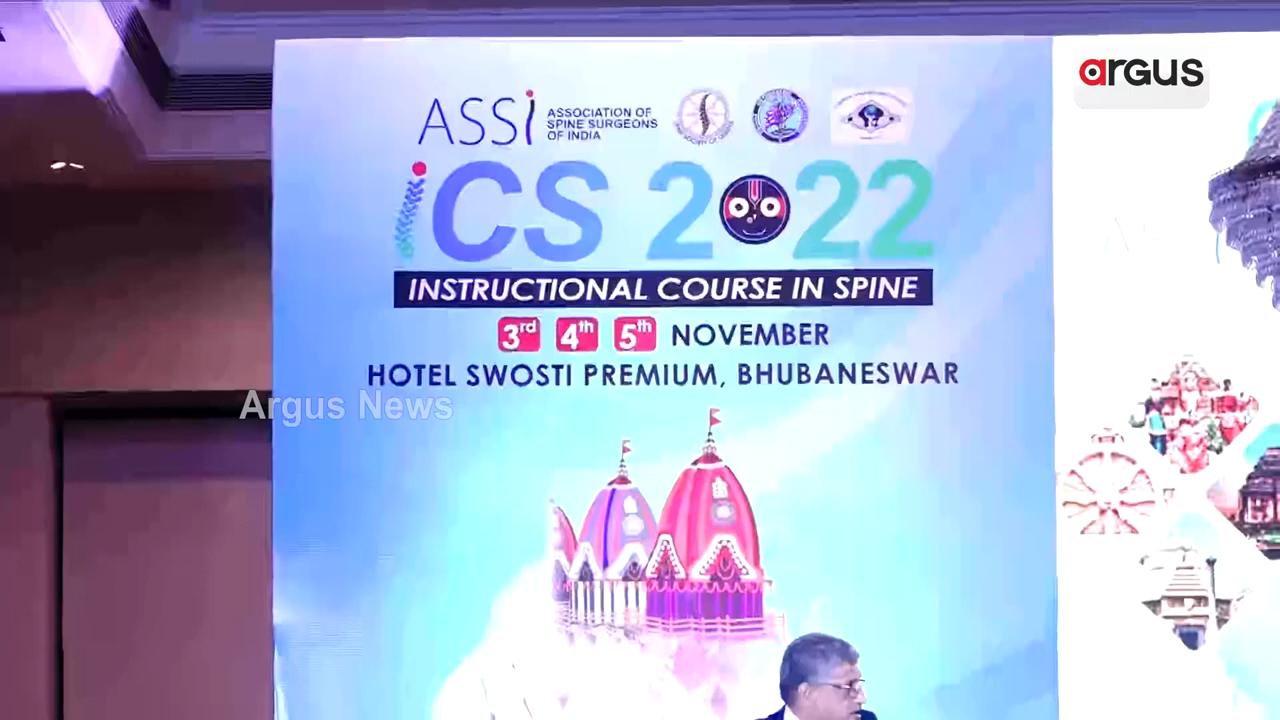 argus
ASSi ASSOCIATION OF
SPINE SURGEONS
OF INDIA
iCS 2022
INSTRUCTIONAL COURSE IN SPINE
3rd 4th 5th NOVEMBER
HOTEL SWOSTI PREMIUM, BHUBANESWAR
Argus News